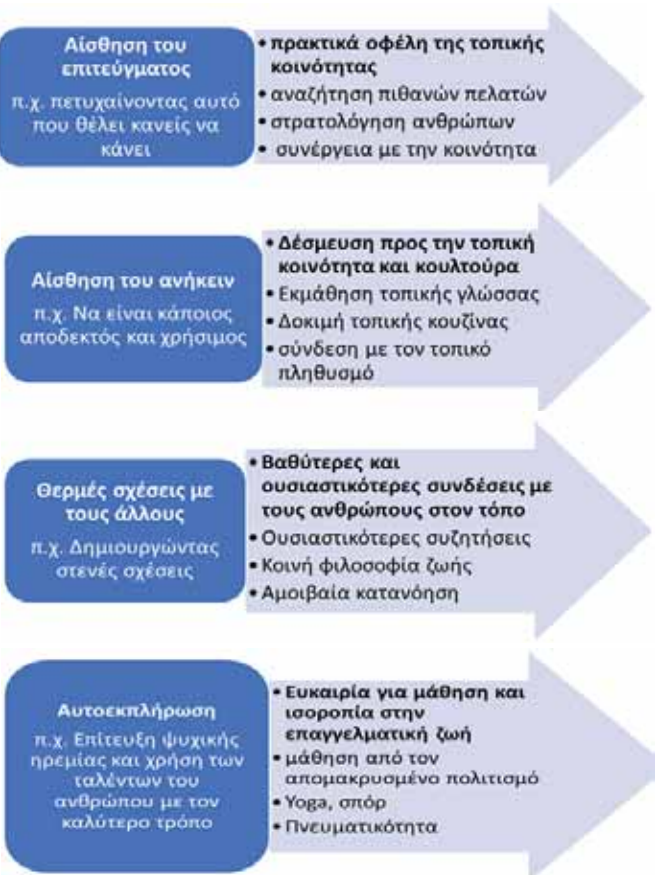 Αίσθηση του
επιτεύγματος
π.χ. πετυχαίνοντας αυτό
που θέλει κανείς να
κάνει
• πρακτικά οφέλη της τοπικής
κοινότητας
• αναζήτηση πιθανών πελατών
• στρατολόγηση ανθρώπων
• συνέργεια με την κοινότητα
Αίσθηση του ανήκειν
π.χ. Να είναι κάποιος
αποδεκτός και χρήσιμος
• Δέσμευση προς την τοπική
κοινότητα και κουλτούρα
• Εκμάθηση τοπικής γλώσσας
• Δοκιμή τοπικής κουζίνας
• σύνδεση με τον τοπικό
πληθυσμό
Θερμές σχέσεις με
τους άλλους
π.χ. Δημιουργώντας
στενές σχέσεις
• Βαθύτερες και
ουσιαστικότερες συνδέσεις με
τους ανθρώπους στον τόπο
• Ουσιαστικότερες συζητήσεις
• Κοινή φιλοσοφία ζωής
• Αμοιβαία κατανόηση
Αυτοεκπλήρωση
π.χ. Επίτευξη ψυχικής
ηρεμίας και χρήση των
ταλέντων του
ανθρώπου με τον
καλύτερο τρόπο
• Ευκαιρία για μάθηση και
ισοροπία στην
επαγγελματική ζωή
• μάθηση από τον
απομακρυσμένο πολιτισμό
• Yoga, σπόρ
• Πνευματικότητα